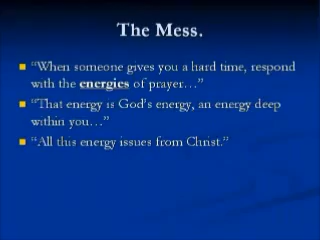 The Mess.
“When someone gives you a hard time, respond
with the energies of prayer…”
“That energy is God’s energy, an energy deep
within you…”
“All this energy issues from Christ.”